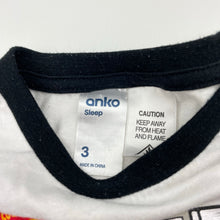 anko
Sleep
3
MADE IN CHINA
CAUTION
KEEP AWAY
FROM HEAT
AND FLAME